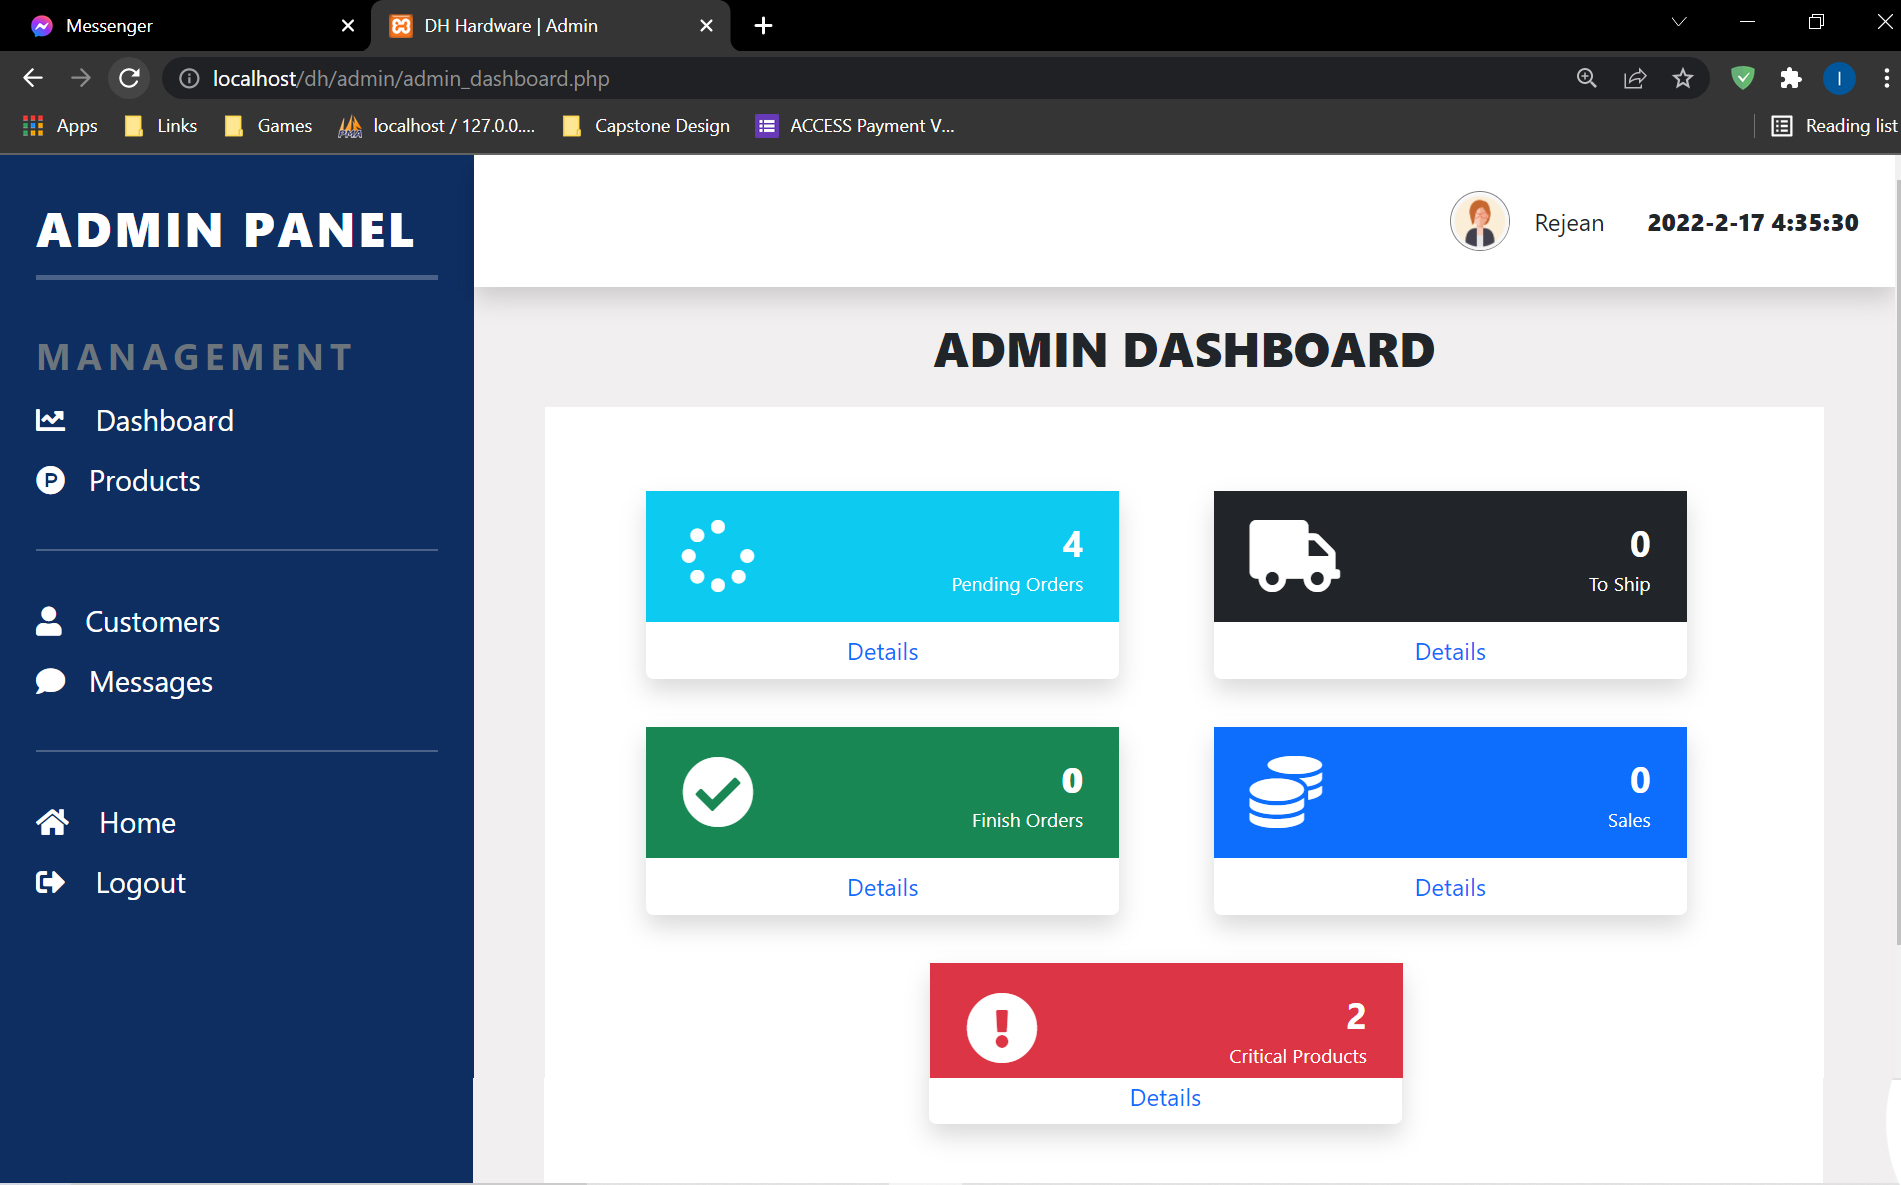 Messenger
DH Hardware | Admin
localhost/dh/admin/admin_dashboard.php
I
Apps
Links
Games
localhost / 127.0.0....
Capstone Design
ACCESS Payment V...
Reading list
ADMIN PANEL
Rejean
2022-2-17 4:35:30
MANAGEMENT
Dashboard
Products
Customers
Messages
Home
Logout
ADMIN DASHBOARD
4
Pending Orders
Details
0
To Ship
Details
0
Finish Orders
Details
0
Sales
Details
2
Critical Products
Details